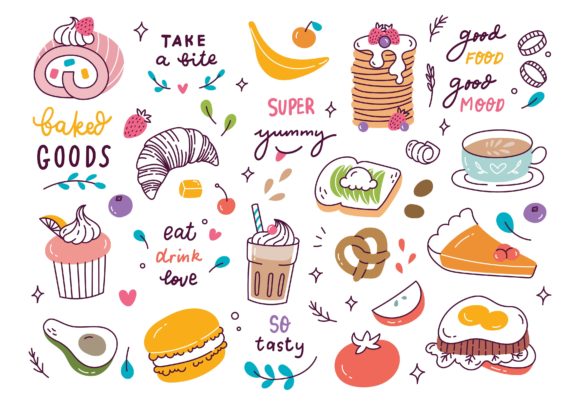 TAKE
a bite
good
FOOD
good
MOOD
baked
GOODS
SUPER
yummy
eat
drink
love
SO
tasty